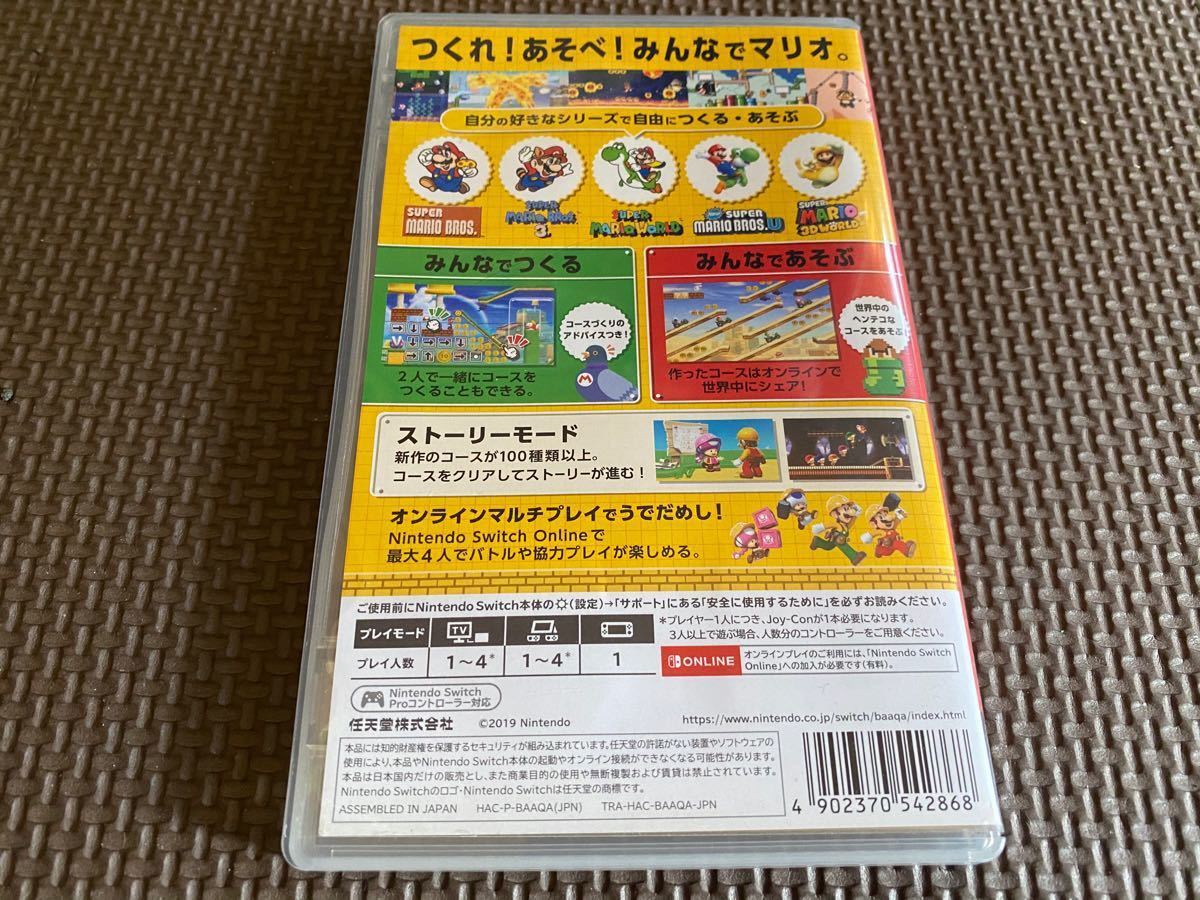 つくれ！あそべ！みんなでマリオ。
自分の好きなシリーズで自由につくる・あそぶ
SUPER
MARIO BROS.
SUPER
MARIO BROS.
3
SUPER
MARIO WORLD
NEW SUPER
MARIO BROS. U
SUPER
MARIO
3D WORLD
みんなでつくる
コースづくりの
アドバイスつき！
2人で一緒にコースを
つくることもできる。
みんなであそぶ
世界中の
ヘンテコな
コースをあそぶ！
作ったコースはオンラインで
世界中にシェア！
ストーリーモード
新作のコースが100種類以上。
コースをクリアしてストーリーが進む！
オンラインマルチプレイでうでだめし！
Nintendo Switch Onlineで
最大4人でバトルや協力プレイが楽しめる。
ご使用前にNintendo Switch本体の(設定)→「サポート」にある「安全に使用するために」を必ずお読みください。
プレイモード TV
プレイ人数 1〜4* 1〜4* 1
*プレイヤー1人につき、Joy-Conが1本必要になります。
3人以上で遊ぶ場合、人数分のコントローラーをご用意ください。
ONLINE
オンラインプレイのご利用には、「Nintendo Switch
Online」への加入が必要です(有料)。
Nintendo Switch
Proコントローラー対応
任天堂株式会社 ©2019 Nintendo
https://www.nintendo.co.jp/switch/baaqa/index.html
本品には知的財産権を保護するセキュリティが組み込まれています。任天堂の許諾がない装置やソフトウェアの
使用により、本品やNintendo Switch本体の起動やオンライン接続ができなくなる可能性があります。
本品は日本国内だけの販売とし、また商業目的の使用や無断複製および賃貸は禁止されています。
Nintendo Switchのロゴ・Nintendo Switchは任天堂の商標です。
ASSEMBLED IN JAPAN HAC-P-BAAQA(JPN) TRA-HAC-BAAQA-JPN
4 902370 542868